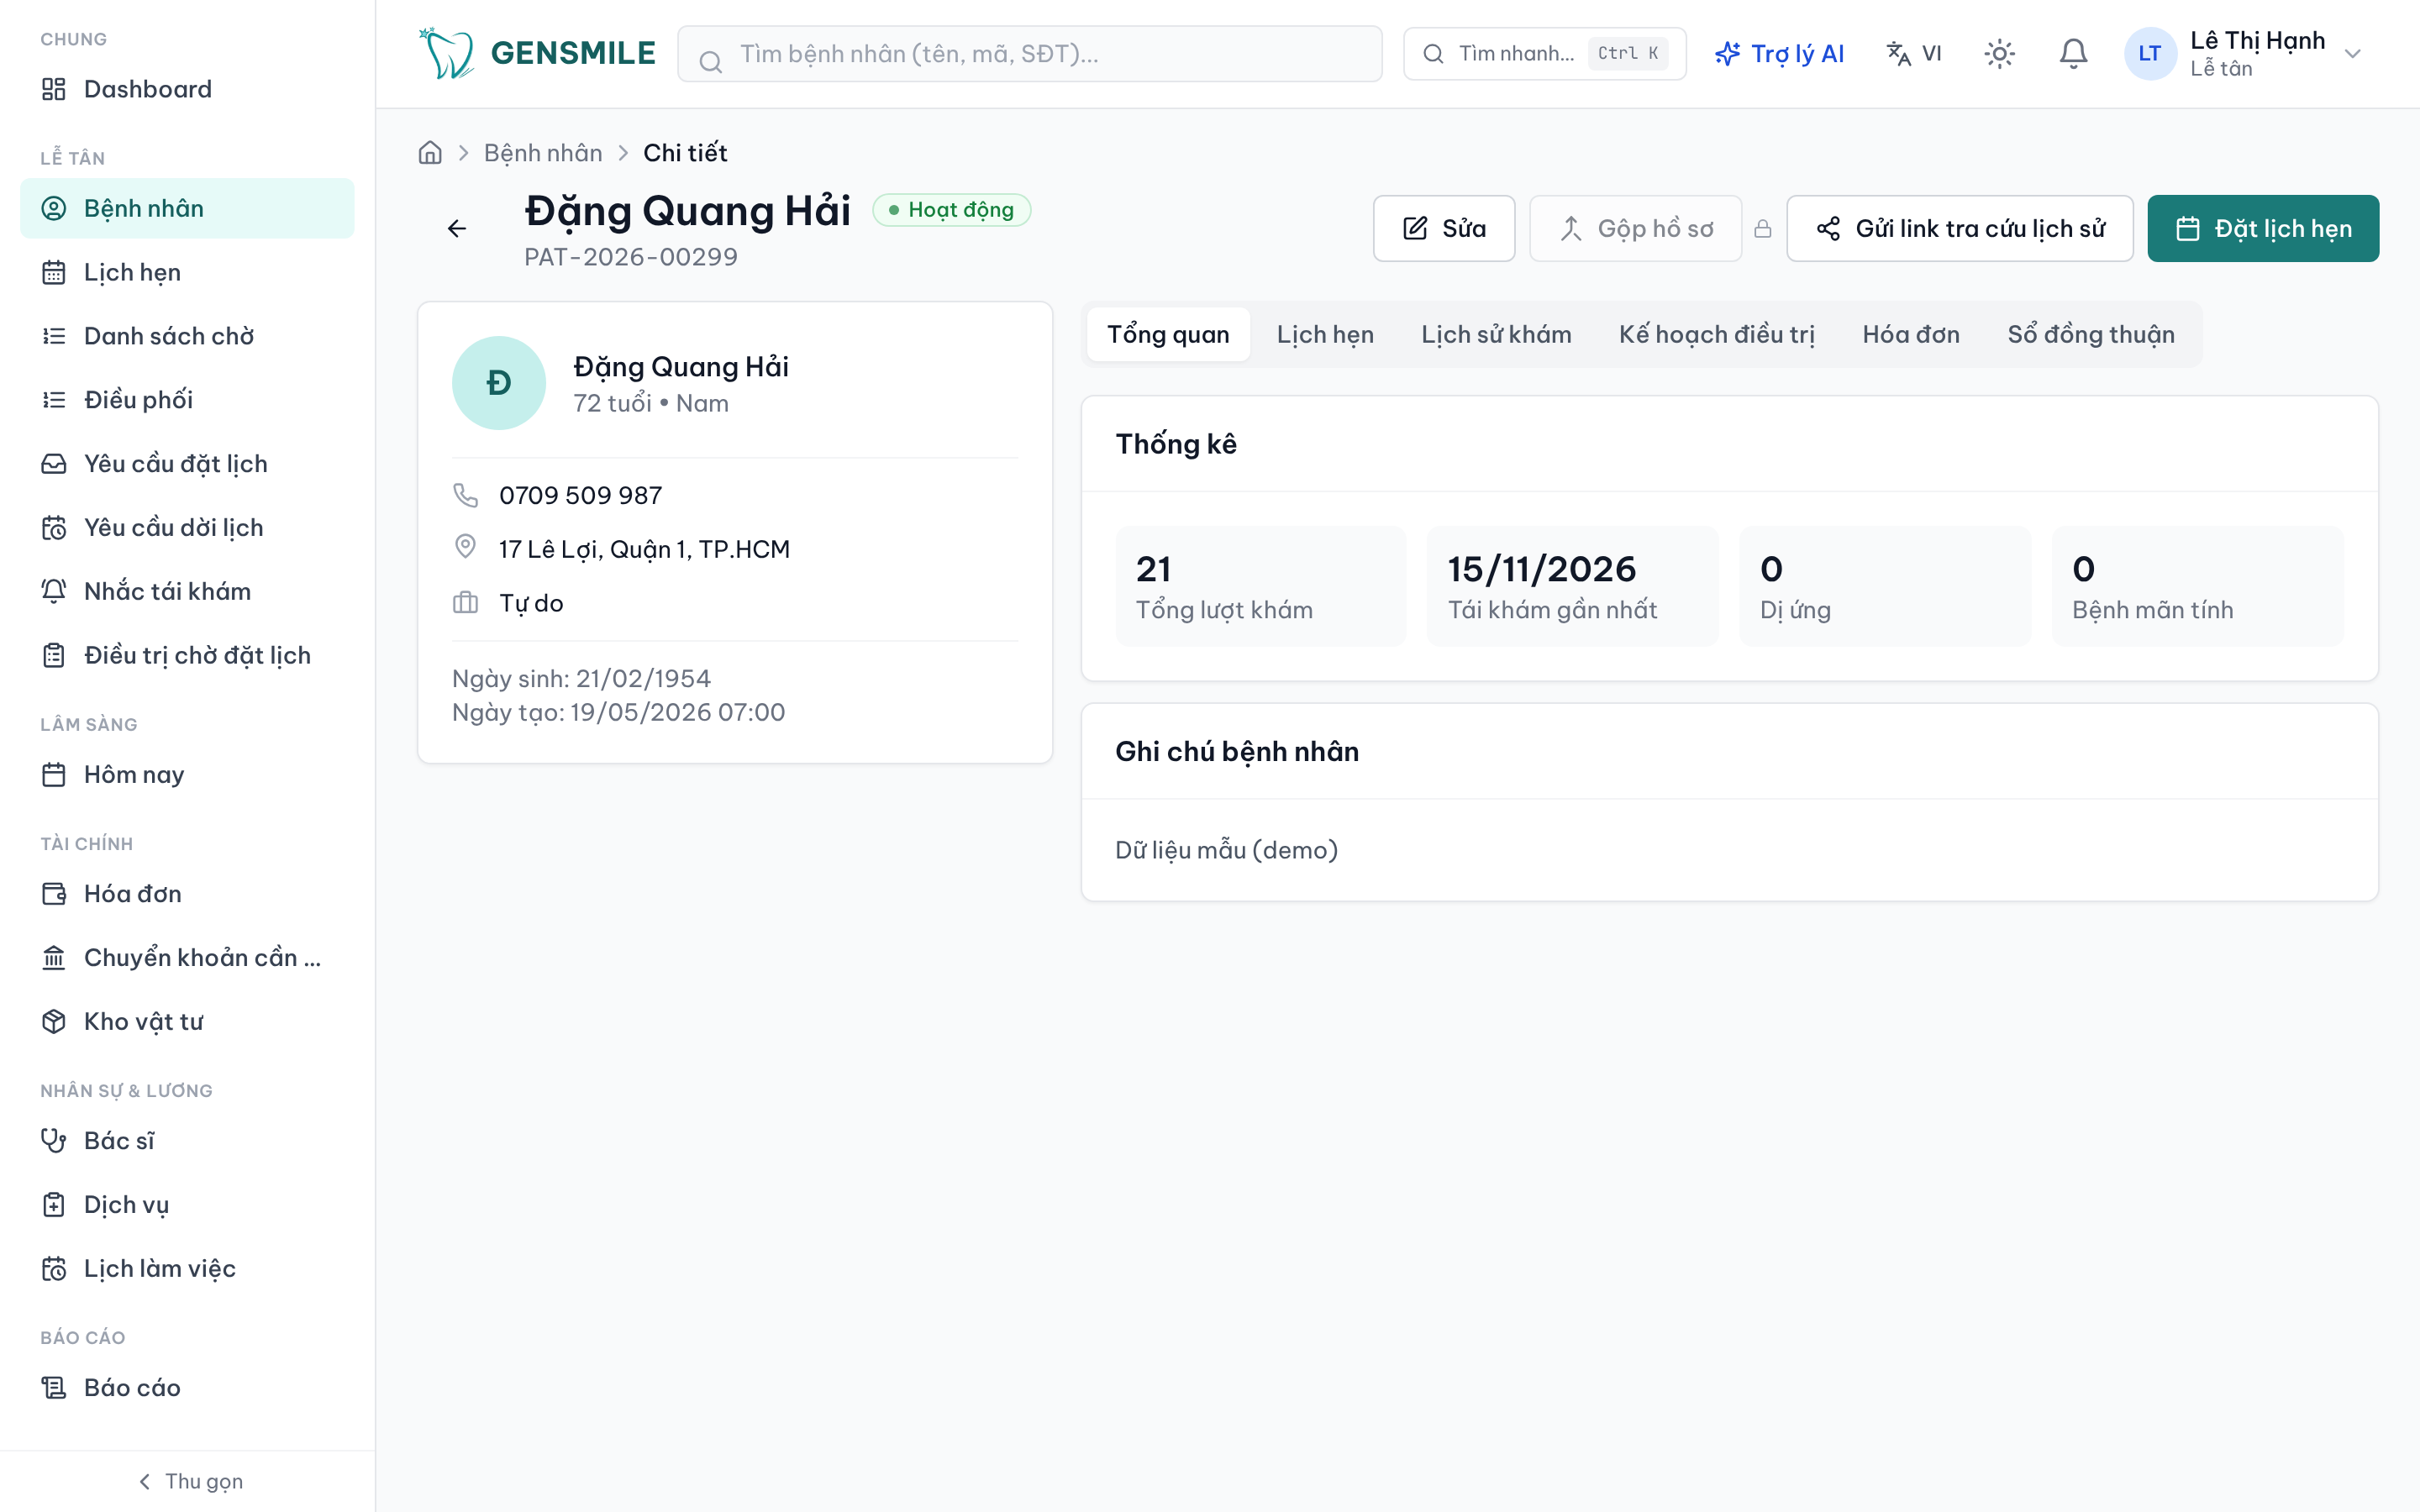 CHUNG
Dashboard
LỄ TÂN
Bệnh nhân
Lịch hẹn
Danh sách chờ
Điều phối
Yêu cầu đặt lịch
Yêu cầu dời lịch
Nhắc tái khám
Điều trị chờ đặt lịch
LÂM SÀNG
Hôm nay
TÀI CHÍNH
Hóa đơn
Chuyển khoản cần ...
Kho vật tư
NHÂN SỰ & LƯƠNG
Bác sĩ
Dịch vụ
Lịch làm việc
BÁO CÁO
Báo cáo
Thu gọn
GENSMILE
Tìm bệnh nhân (tên, mã, SĐT)...
Tìm nhanh... Ctrl K
Trợ lý AI
VI
LT
Lê Thị Hạnh
Lễ tân
Bệnh nhân > Chi tiết
Đặng Quang Hải
Hoạt động
PAT-2026-00299
Sửa
Gộp hồ sơ
Gửi link tra cứu lịch sử
Đặt lịch hẹn
Đ
Đặng Quang Hải
72 tuổi • Nam
0709 509 987
17 Lê Lợi, Quận 1, TP.HCM
Tự do
Ngày sinh: 21/02/1954
Ngày tạo: 19/05/2026 07:00
Tổng quan
Lịch hẹn
Lịch sử khám
Kế hoạch điều trị
Hóa đơn
Sổ đồng thuận
Thống kê
21
Tổng lượt khám
15/11/2026
Tái khám gần nhất
0
Dị ứng
0
Bệnh mãn tính
Ghi chú bệnh nhân
Dữ liệu mẫu (demo)